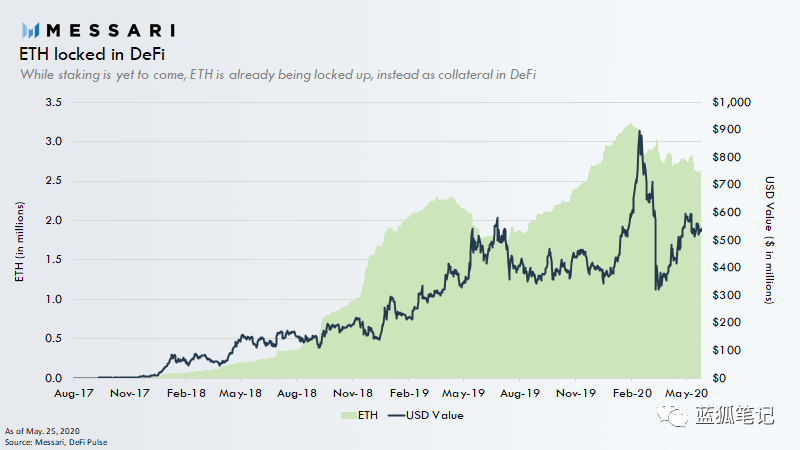 MESSARI
ETH locked in DeFi
While staking is yet to come, ETH is already being locked up, instead as collateral in DeFi
3.5
3.0
2.5
2.0
1.5
1.0
0.5
0.0
ETH (in millions)
$1,000
$900
$800
$700
$600
$500
$400
$300
$200
$100
$0
USD Value ($ in millions)
Aug-17 Nov-17 Feb-18 May-18 Aug-18 Nov-18 Feb-19 May-19 Aug-19 Nov-19 Feb-20 May-20
ETH USD Value
As of May. 25, 2020
Source: Messari, DeFi Pulse
蓝狐笔记